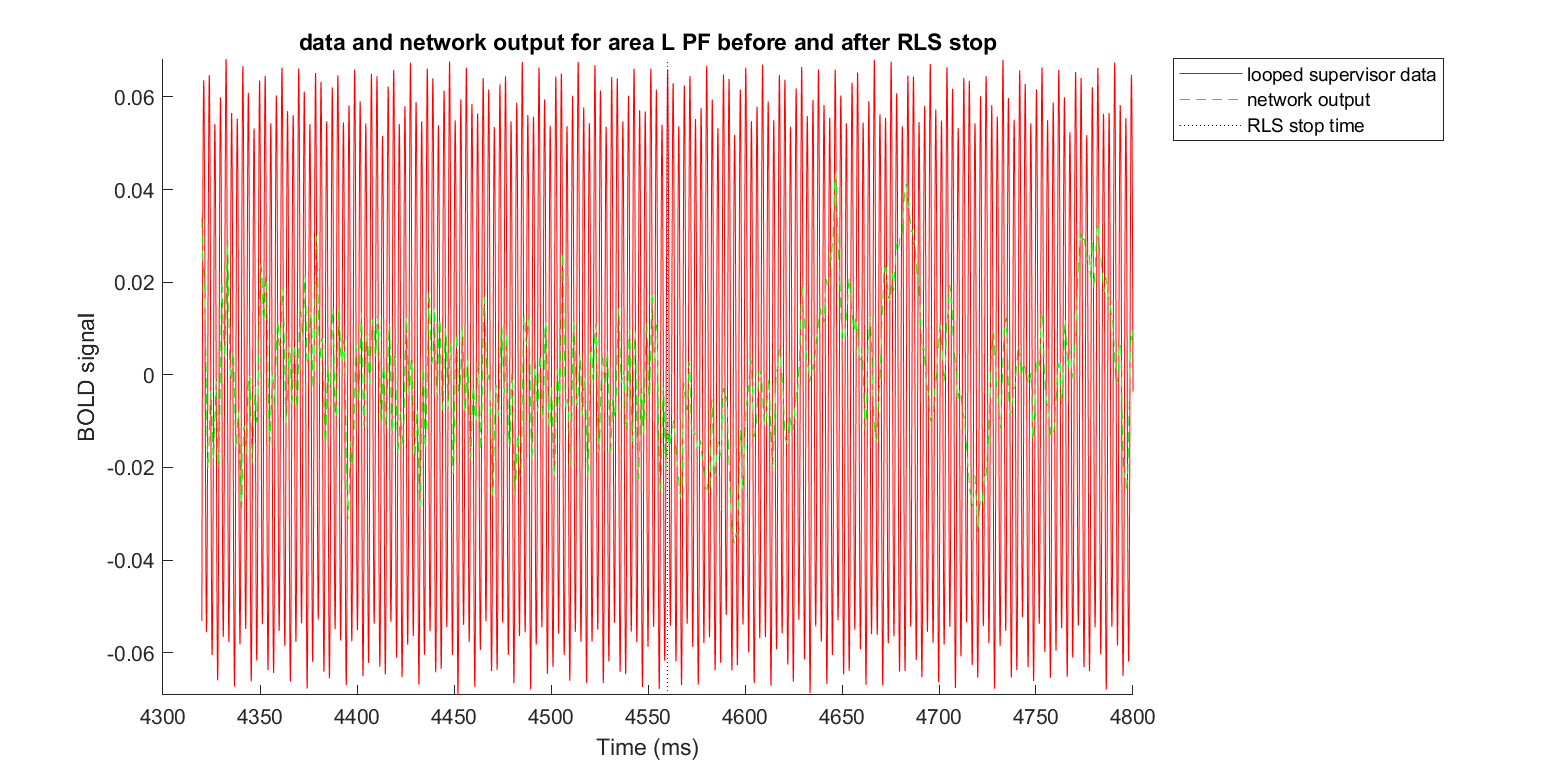 data and network output for area L PF before and after RLS stop
looped supervisor data
network output
RLS stop time
BOLD signal
0.06
0.04
0.02
0
-0.02
-0.04
-0.06
4300 4350 4400 4450 4500 4550 4600 4650 4700 4750 4800
Time (ms)